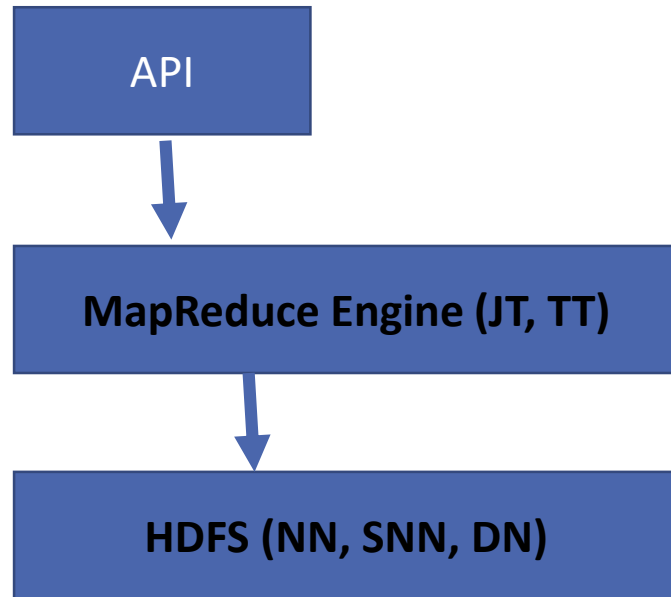 API
MapReduce Engine (JT, TT)
HDFS (NN, SNN, DN)